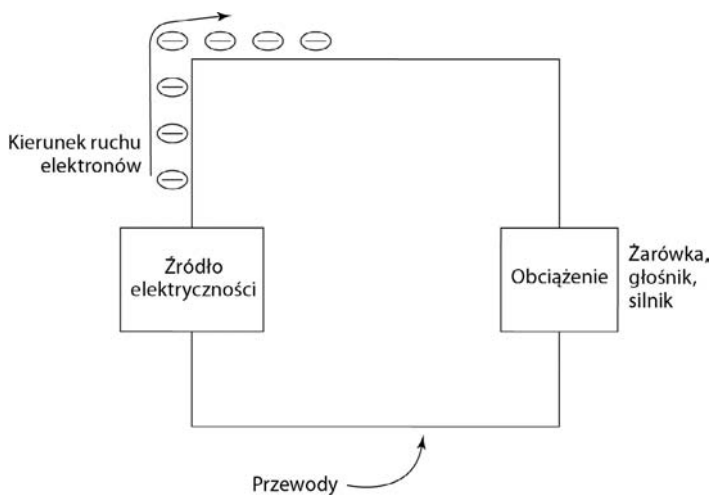 Kierunek ruchu
elektronów
Źródło
elektryczności
Obciążenie
Żarówka,
głośnik,
silnik
Przewody